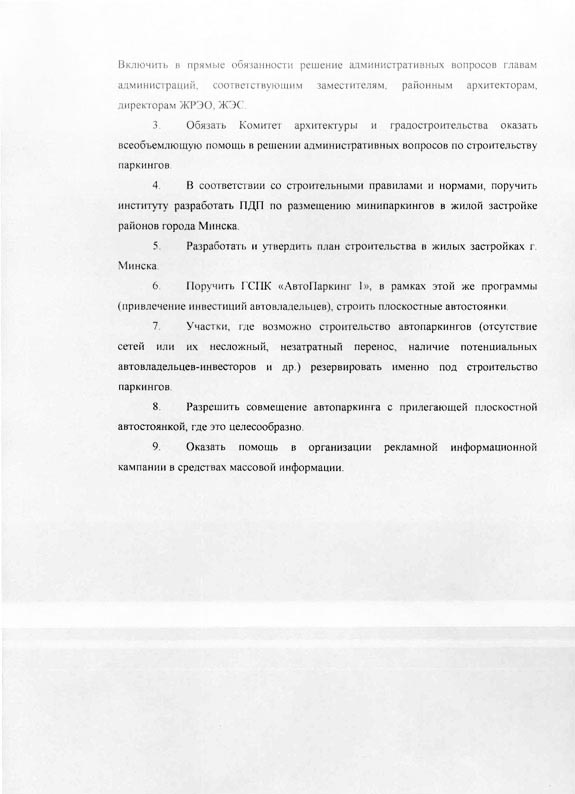 Включить в прямые обязанности решение административных вопросов главам
администраций, соответствующим заместителям, районным архитекторам,
директорам ЖРЭО, ЖЭС.
3. Обязать Комитет архитектуры и градостроительства оказать
всеобъемлющую помощь в решении административных вопросов по строительству
паркингов.
4. В соответствии со строительными правилами и нормами, поручить
институту разработать ПДП по размещению минипаркингов в жилой застройке
районов города Минска.
5. Разработать и утвердить план строительства в жилых застройках г.
Минска.
6. Поручить ГСПК «АвтоПаркинг 1», в рамках этой же программы
(привлечение инвестиций автовладельцев), строить плоскостные автостоянки.
7. Участки, где возможно строительство автопаркингов (отсутствие
сетей или их несложный, незатратный перенос, наличие потенциальных
автовладельцев-инвесторов и др.) резервировать именно под строительство
паркингов.
8. Разрешить совмещение автопаркинга с прилегающей плоскостной
автостоянкой, где это целесообразно.
9. Оказать помощь в организации рекламной информационной
кампании в средствах массовой информации.